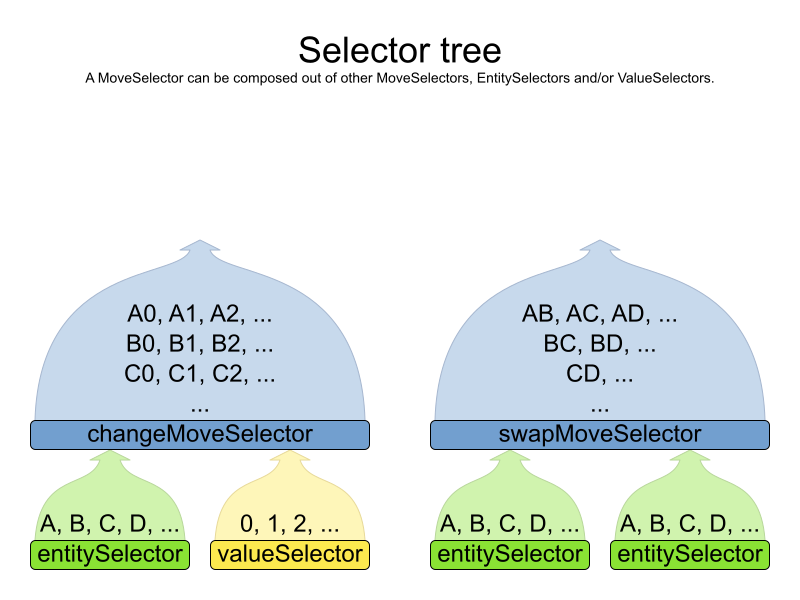 Selector tree
A MoveSelector can be composed out of other MoveSelectors, EntitySelectors and/or ValueSelectors.
A0, A1, A2, ...
B0, B1, B2, ...
C0, C1, C2, ...
...
changeMoveSelector
A, B, C, D, ...
entitySelector
0, 1, 2, ...
valueSelector
AB, AC, AD, ...
BC, BD, ...
CD, ...
...
swapMoveSelector
A, B, C, D, ...
entitySelector
A, B, C, D, ...
entitySelector